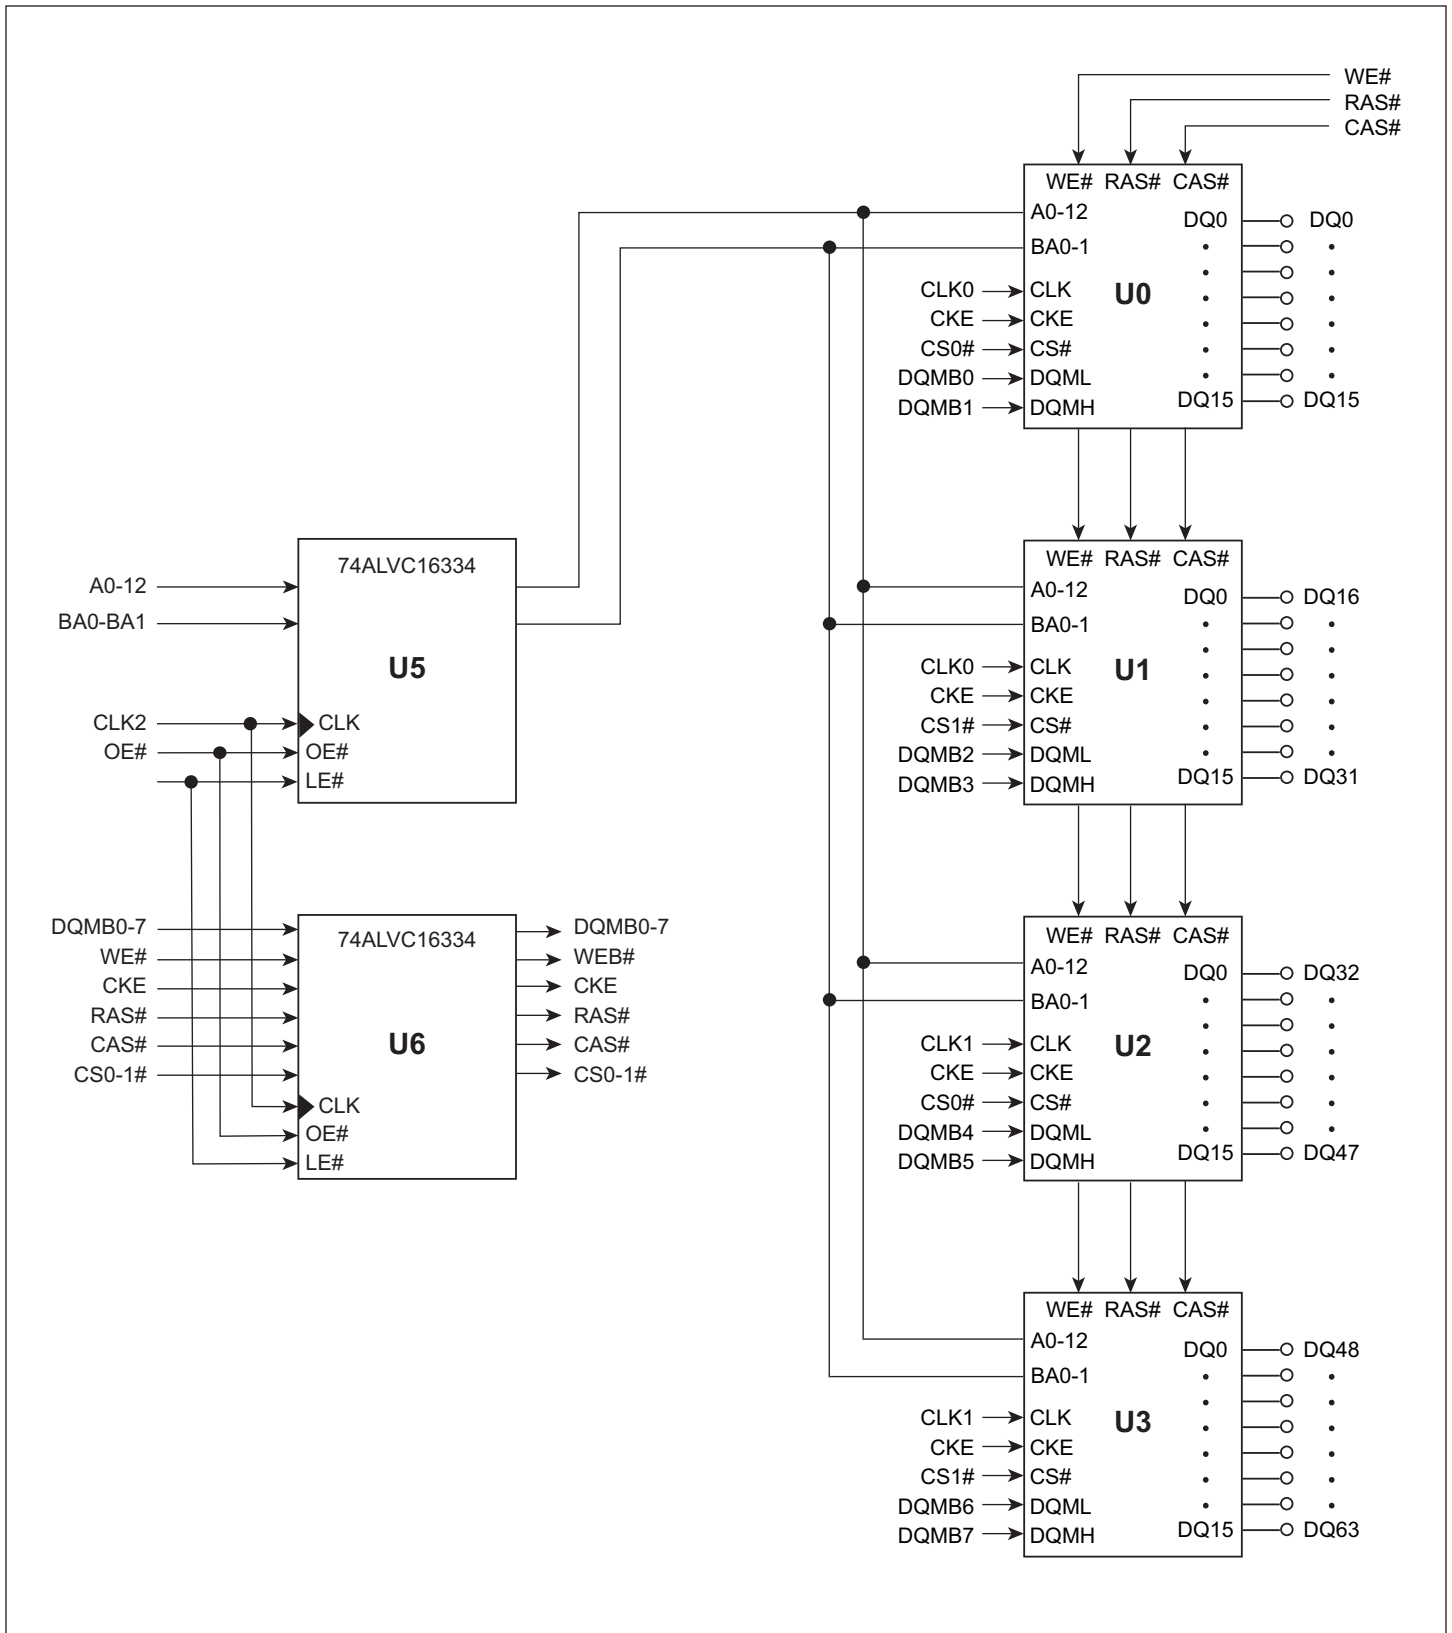 WE#
RAS#
CAS#
WE# RAS# CAS#
A0-12
BA0-1
CLK0 CLK
CKE CKE
CS0# CS#
DQMB0 DQML
DQMB1 DQMH
U0
DQ0 DQ0
DQ15 DQ15
WE# RAS# CAS#
A0-12
BA0-1
CLK0 CLK
CKE CKE
CS1# CS#
DQMB2 DQML
DQMB3 DQMH
U1
DQ0 DQ16
DQ15 DQ31
WE# RAS# CAS#
A0-12
BA0-1
CLK1 CLK
CKE CKE
CS0# CS#
DQMB4 DQML
DQMB5 DQMH
U2
DQ0 DQ32
DQ15 DQ47
WE# RAS# CAS#
A0-12
BA0-1
CLK1 CLK
CKE CKE
CS1# CS#
DQMB6 DQML
DQMB7 DQMH
U3
DQ0 DQ48
DQ15 DQ63
74ALVC16334
A0-12
BA0-BA1
U5
CLK2 CLK
OE# OE#
LE#
74ALVC16334
DQMB0-7 DQMB0-7
WE# WEB#
CKE CKE
RAS# RAS#
CAS# CAS#
CS0-1# CS0-1#
U6
CLK
OE#
LE#